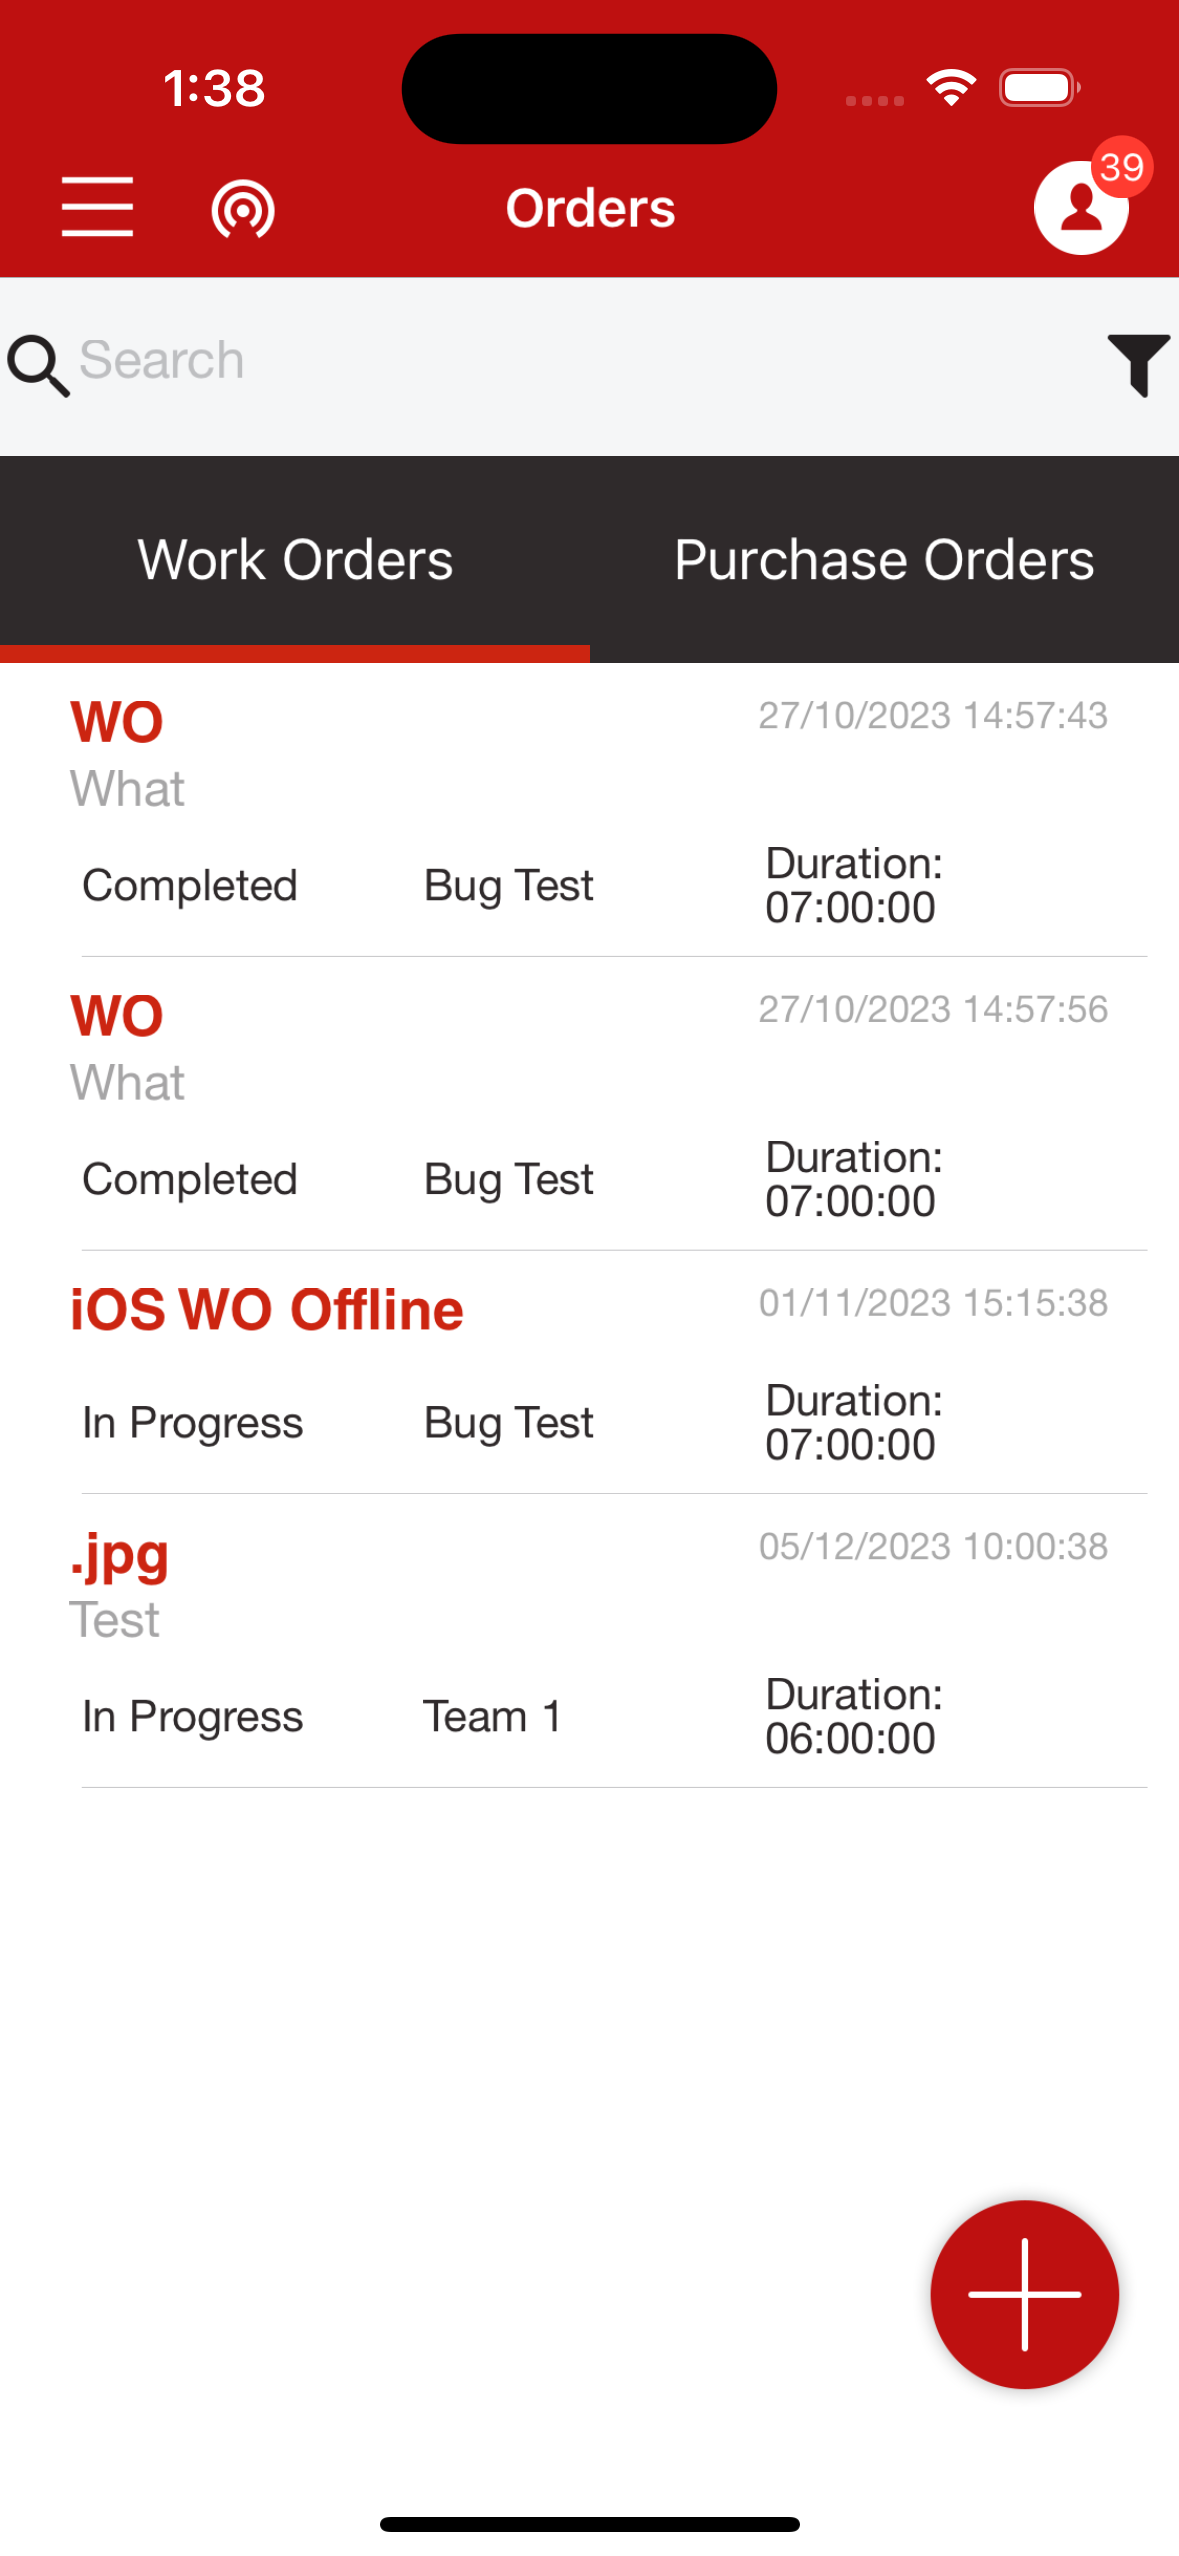 1:38
Orders
39
Search
Work Orders
Purchase Orders
WO
27/10/2023 14:57:43
What
Completed
Bug Test
Duration:
07:00:00
WO
27/10/2023 14:57:56
What
Completed
Bug Test
Duration:
07:00:00
iOS WO Offline
01/11/2023 15:15:38
In Progress
Bug Test
Duration:
07:00:00
.jpg
05/12/2023 10:00:38
Test
In Progress
Team 1
Duration:
06:00:00